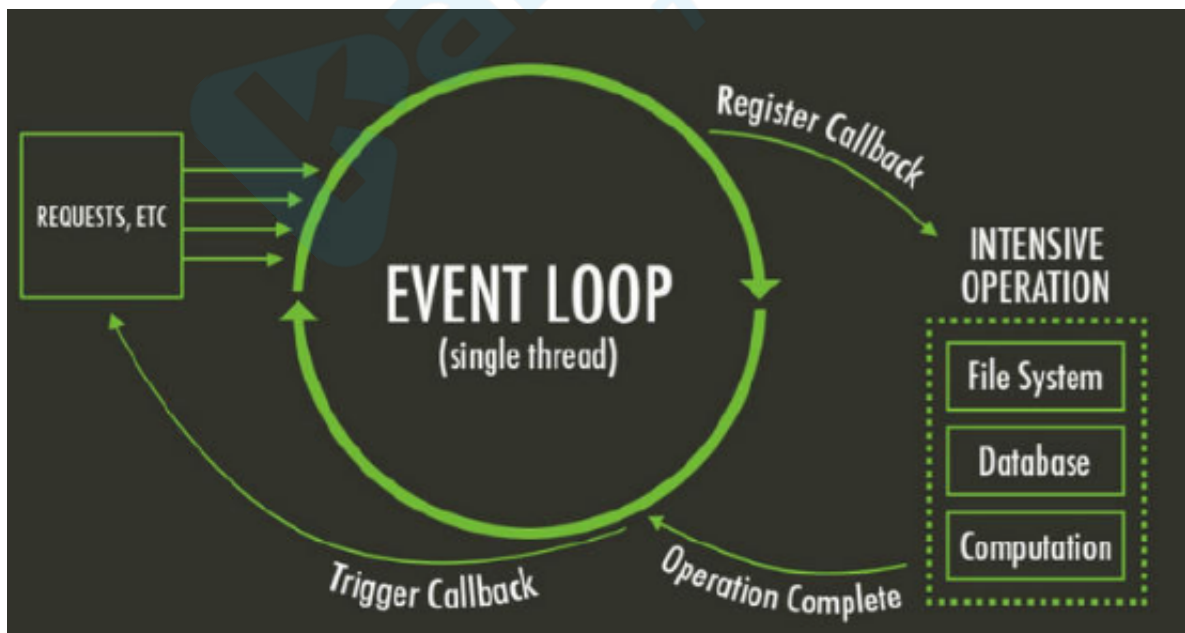 REQUESTS, ETC
EVENT LOOP
(single thread)
Register Callback
INTENSIVE
OPERATION
File System
Database
Computation
Operation Complete
Trigger Callback